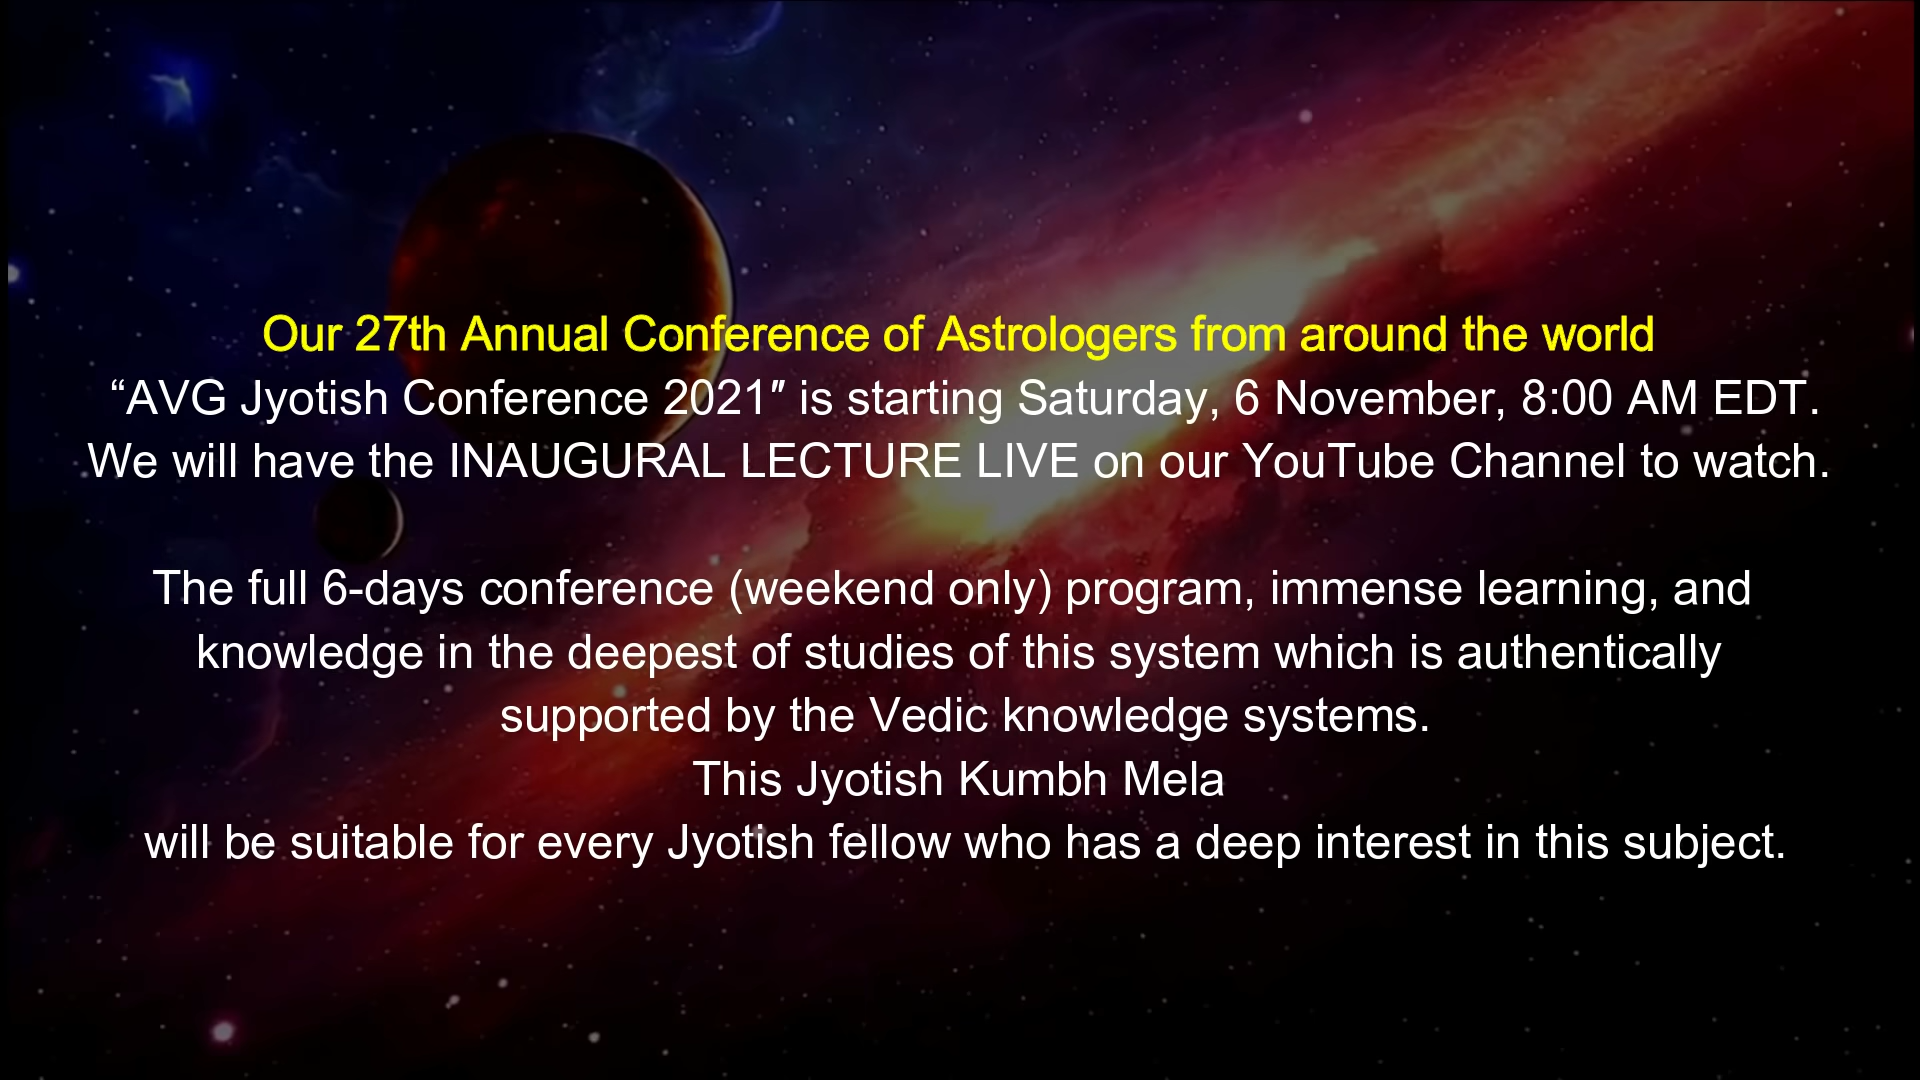 Our 27th Annual Conference of Astrologers from around the world
“AVG Jyotish Conference 2021″ is starting Saturday, 6 November, 8:00 AM EDT.
We will have the INAUGURAL LECTURE LIVE on our YouTube Channel to watch.
The full 6-days conference (weekend only) program, immense learning, and
knowledge in the deepest of studies of this system which is authentically
supported by the Vedic knowledge systems.
This Jyotish Kumbh Mela
will be suitable for every Jyotish fellow who has a deep interest in this subject.